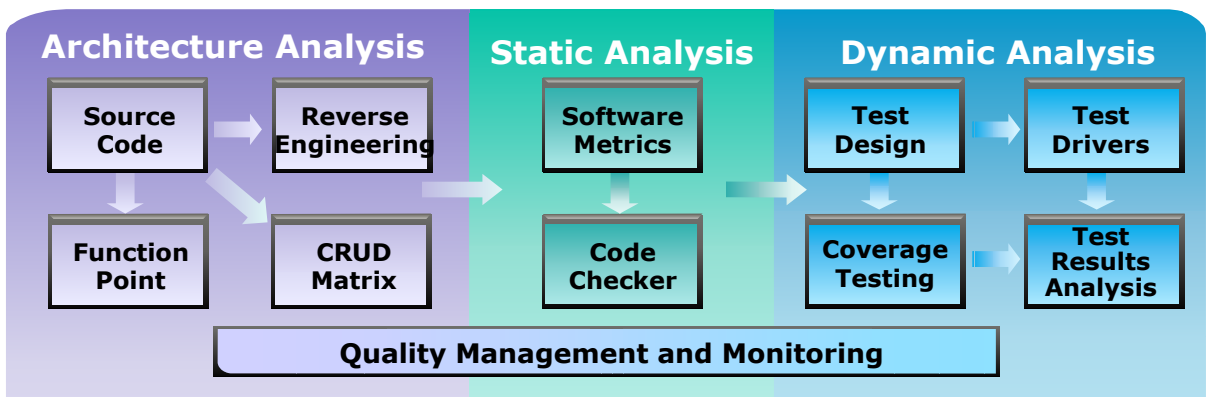 Architecture Analysis
Static Analysis
Dynamic Analysis
Source
Code
Reverse
Engineering
Software
Metrics
Test
Design
Test
Drivers
Function
Point
CRUD
Matrix
Code
Checker
Coverage
Testing
Test
Results
Analysis
Quality Management and Monitoring